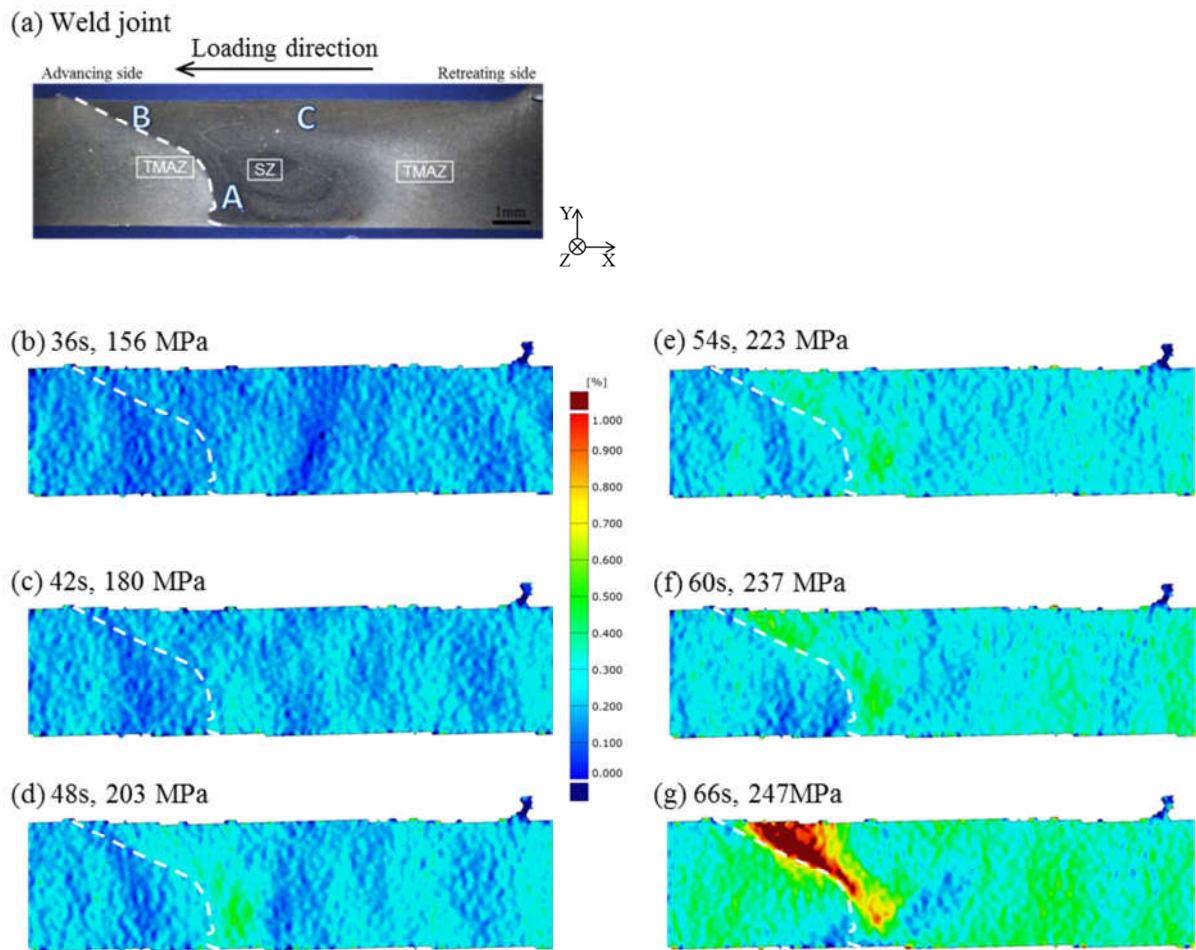 (a) Weld joint
Loading direction
Advancing side
Retreating side
B
C
TMAZ
SZ
TMAZ
A
1mm
Y
Z
X
(b) 36s, 156 MPa
(e) 54s, 223 MPa
[%]
1.000
0.900
0.800
0.700
0.600
0.500
0.400
0.300
0.200
0.100
0.000
(c) 42s, 180 MPa
(f) 60s, 237 MPa
(d) 48s, 203 MPa
(g) 66s, 247MPa